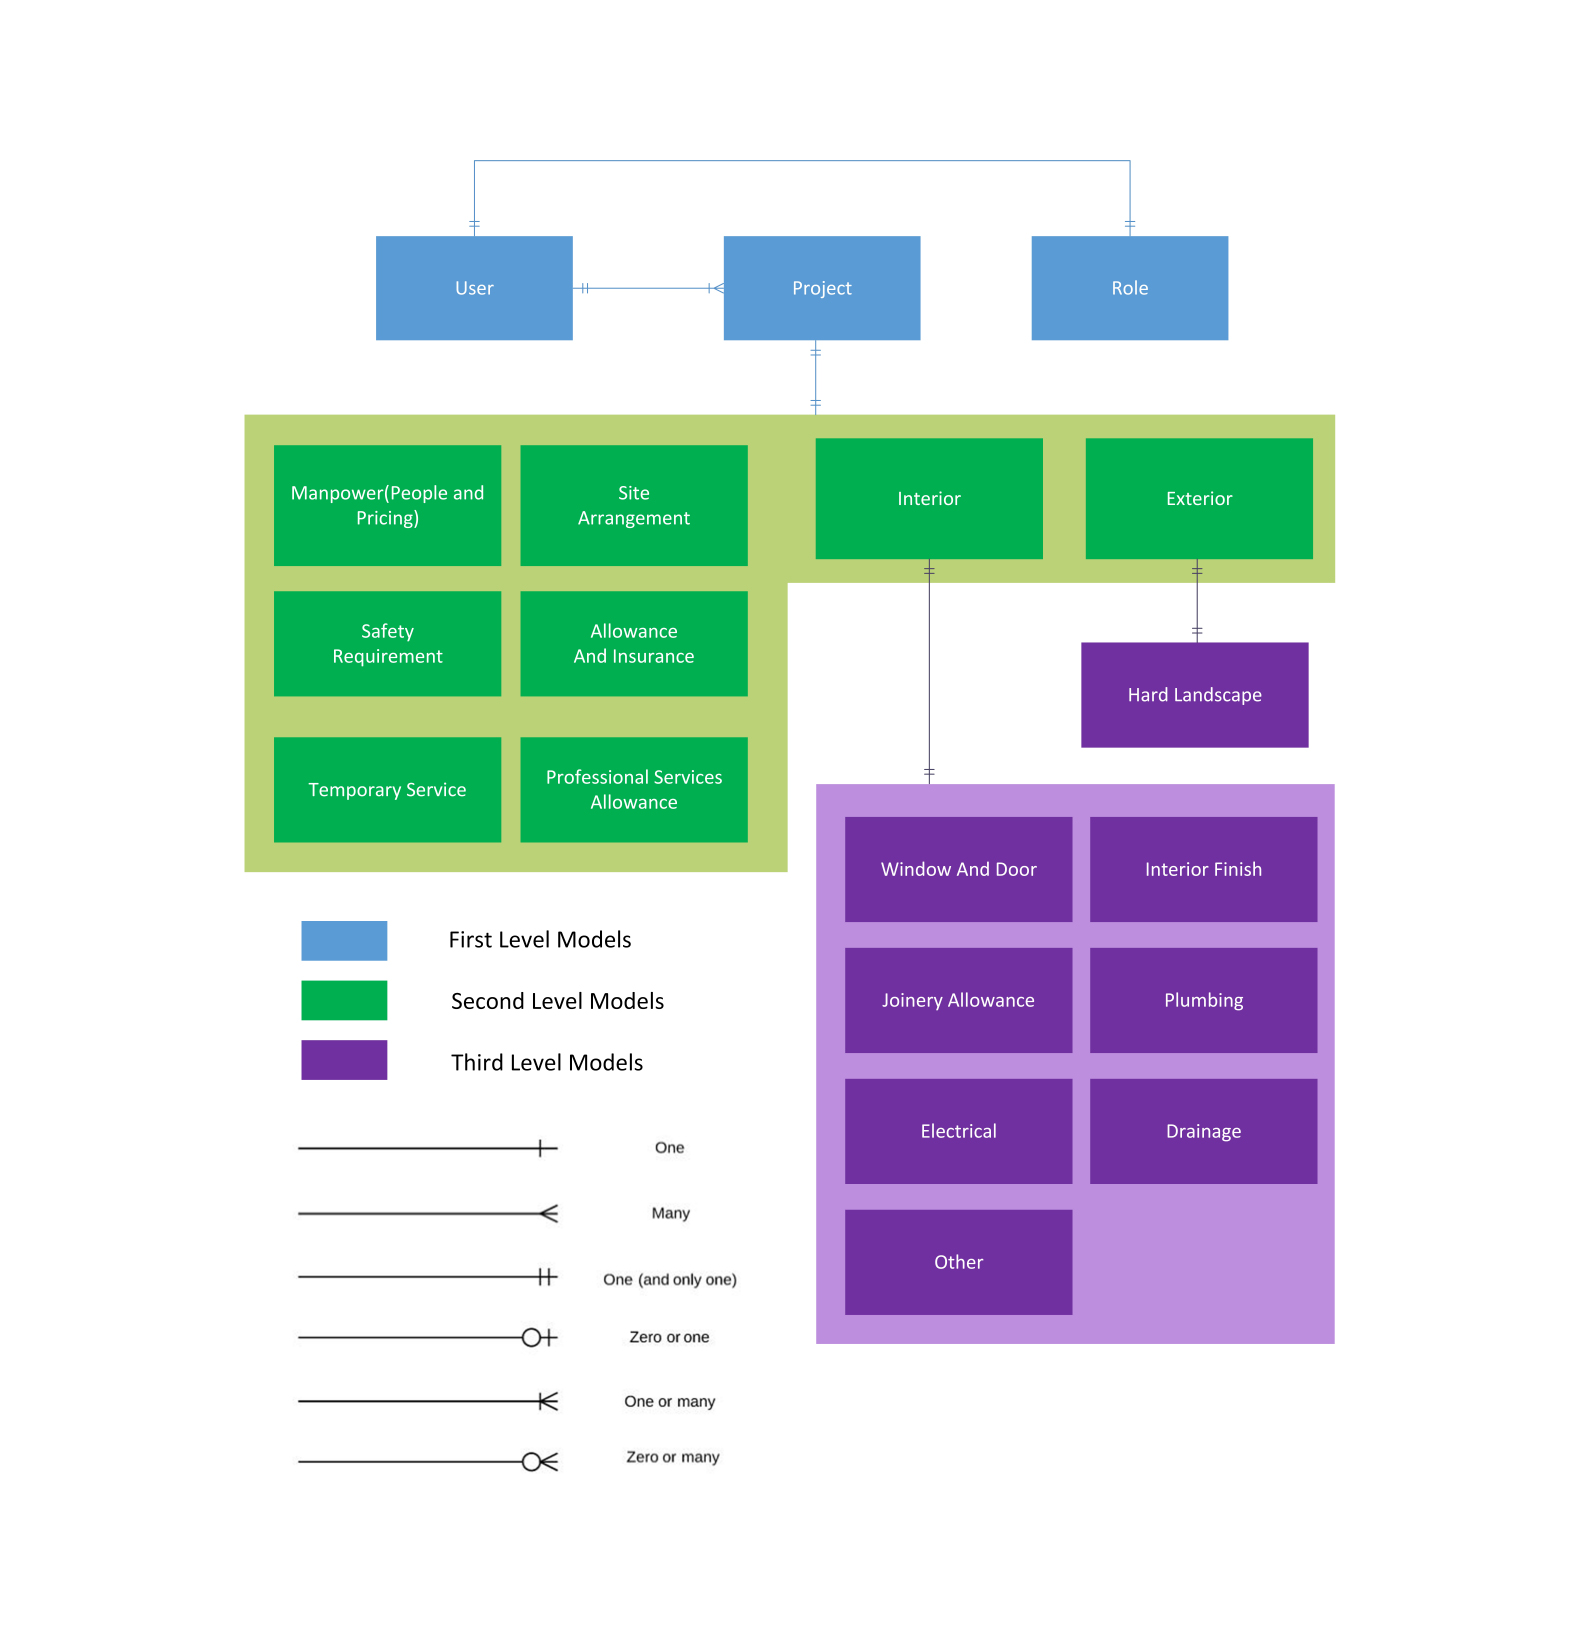 User
Project
Role
Manpower(People and
Pricing)
Site
Arrangement
Interior
Exterior
Safety
Requirement
Allowance
And Insurance
Hard Landscape
Temporary Service
Professional Services
Allowance
Window And Door
Interior Finish
Joinery Allowance
Plumbing
Electrical
Drainage
Other
First Level Models
Second Level Models
Third Level Models
One
Many
One (and only one)
Zero or one
One or many
Zero or many